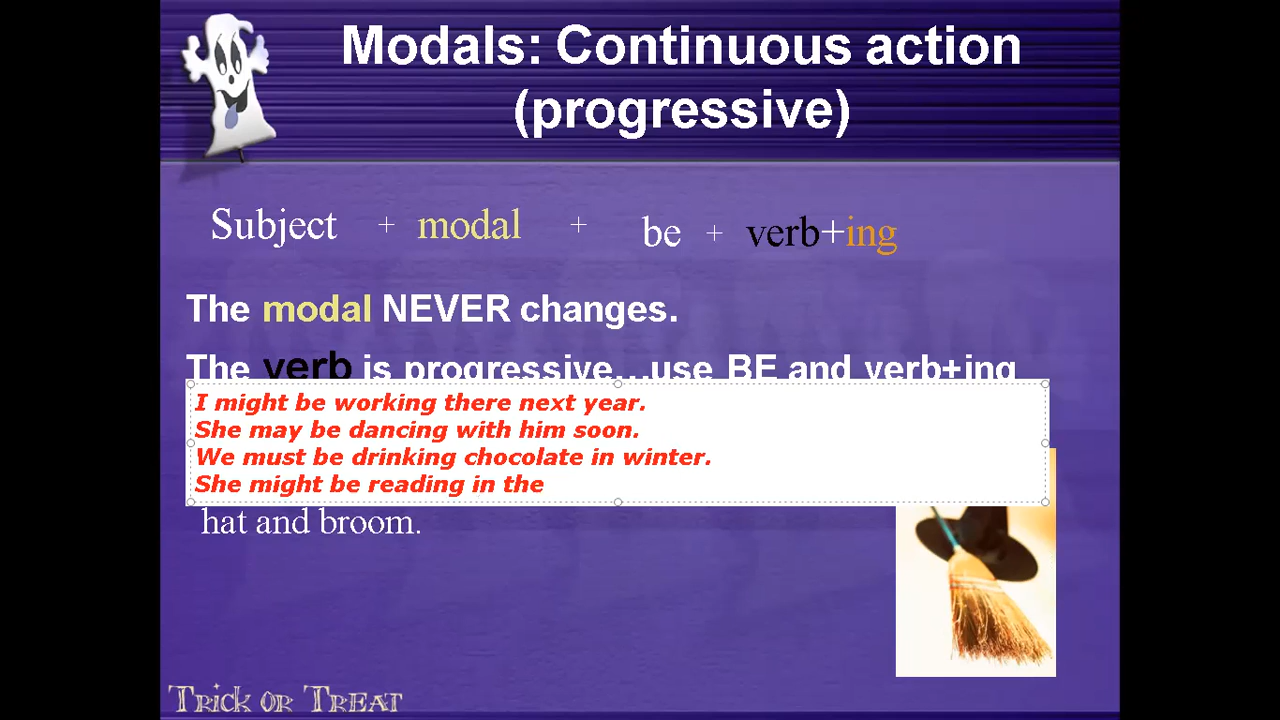 Modals: Continuous action
(progressive)
Subject + modal + be + verb+ing
The modal NEVER changes.
The verb is progressive...use BE and verb+ing
I might be working there next year.
She may be dancing with him soon.
We must be drinking chocolate in winter.
She might be reading in the
hat and broom.
Trick or Treat